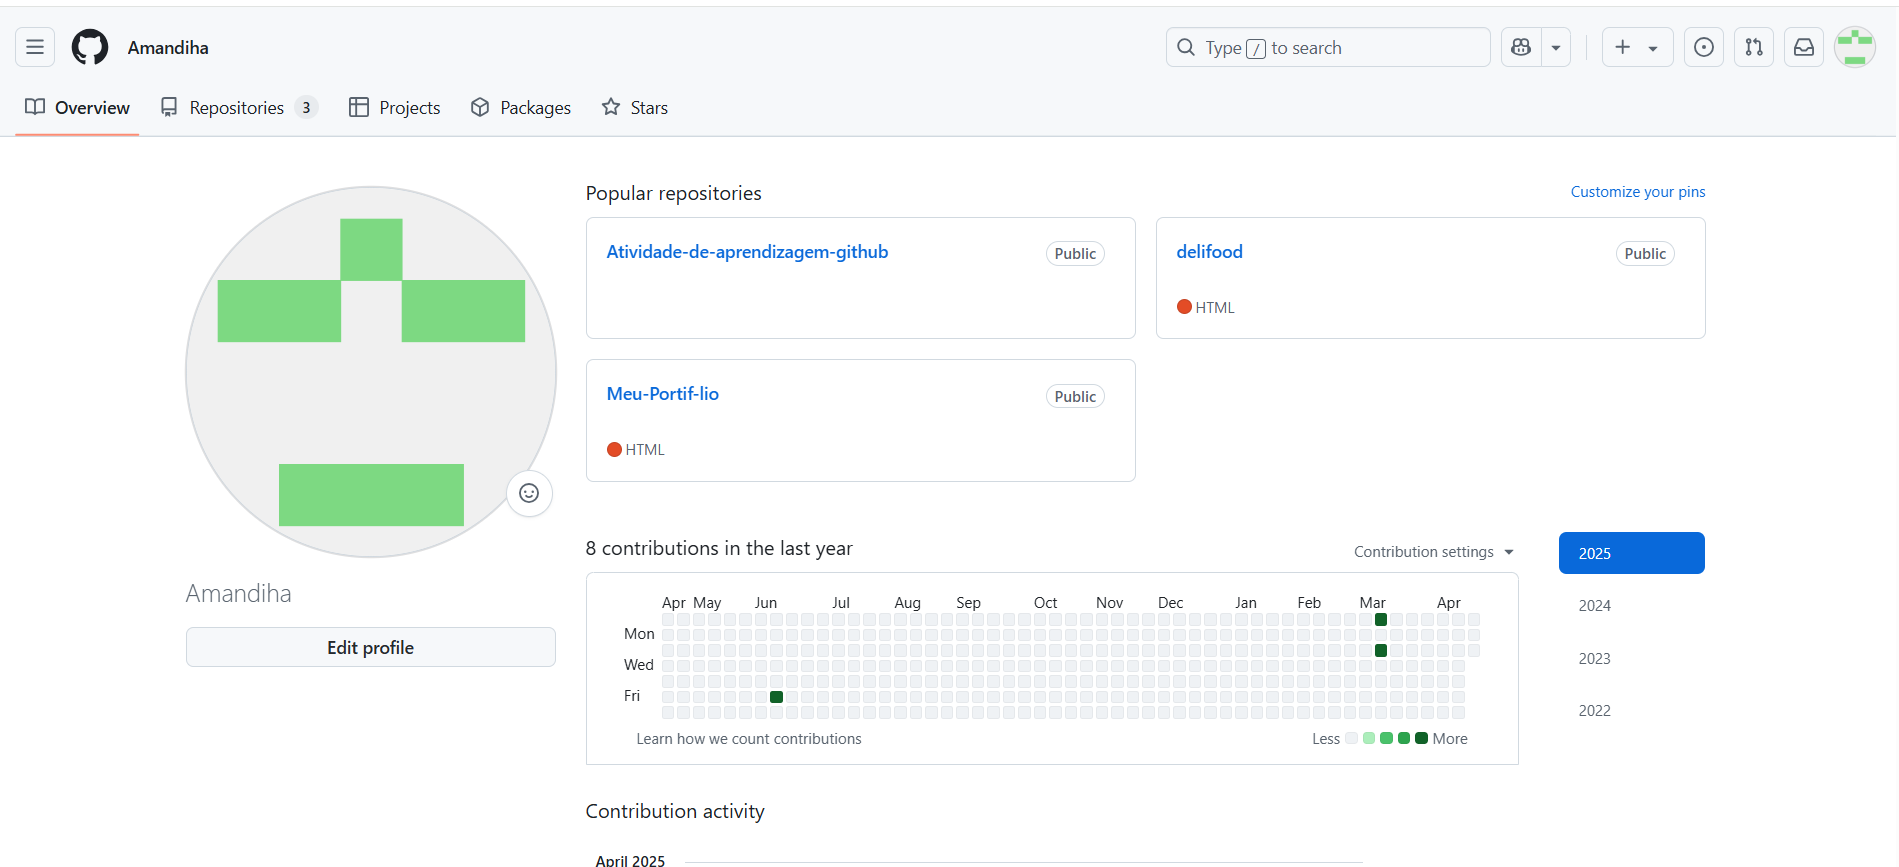 Amandiha
Type / to search
Overview
Repositories 3
Projects
Packages
Stars
Amandiha
Edit profile
Popular repositories
Customize your pins
Atividade-de-aprendizagem-github
Public
delifood
Public
HTML
Meu-Portif-lio
Public
HTML
8 contributions in the last year
Contribution settings
2025
2024
2023
2022
Apr May Jun Jul Aug Sep Oct Nov Dec Jan Feb Mar Apr
Mon
Wed
Fri
Learn how we count contributions
Less More
Contribution activity
April 2025